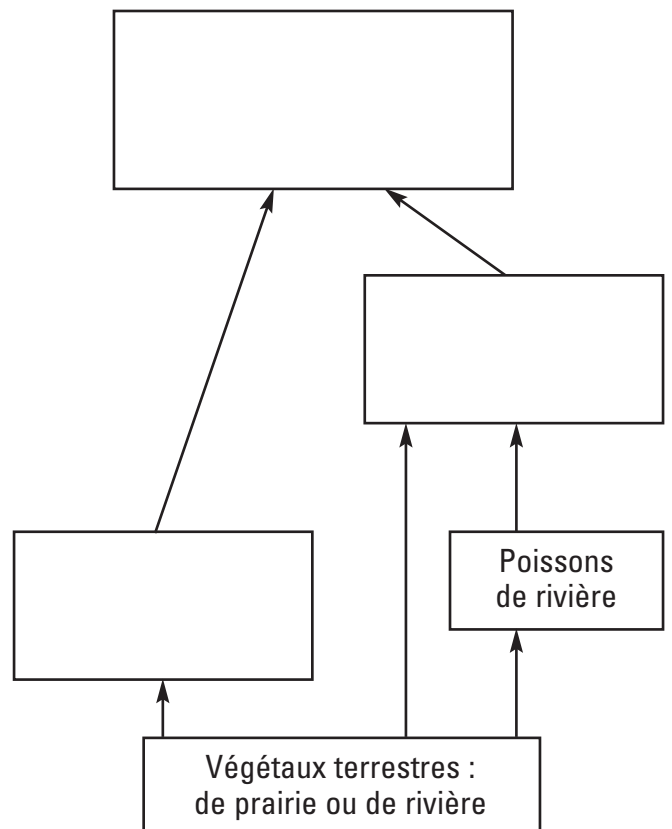 Poissons
de rivière
Végétaux terrestres :
de prairie ou de rivière